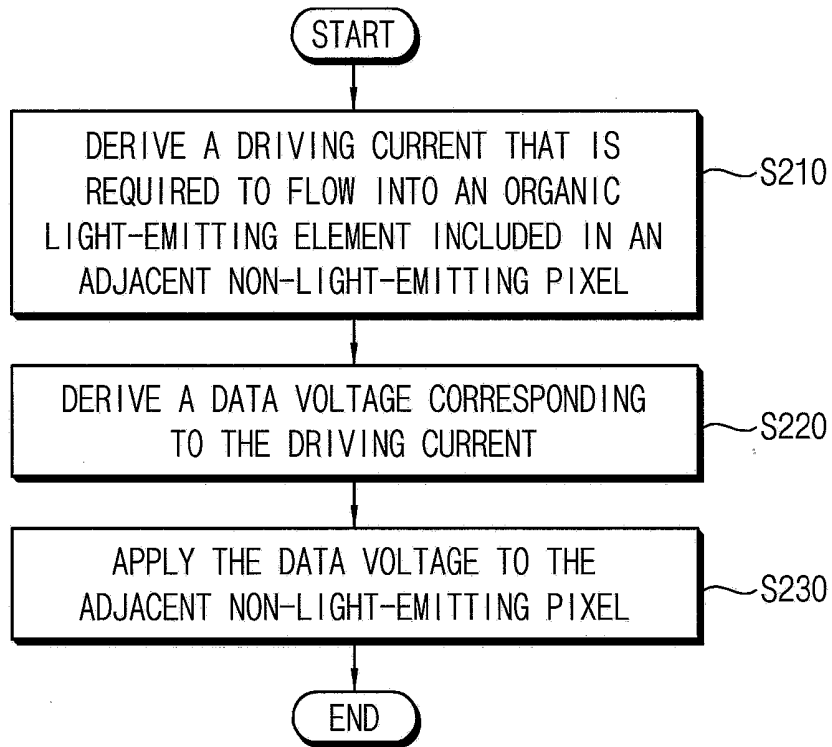 START
DERIVE A DRIVING CURRENT THAT IS
REQUIRED TO FLOW INTO AN ORGANIC
LIGHT-EMITTING ELEMENT INCLUDED IN AN
ADJACENT NON-LIGHT-EMITTING PIXEL
S210
DERIVE A DATA VOLTAGE CORRESPONDING
TO THE DRIVING CURRENT
S220
APPLY THE DATA VOLTAGE TO THE
ADJACENT NON-LIGHT-EMITTING PIXEL
S230
END